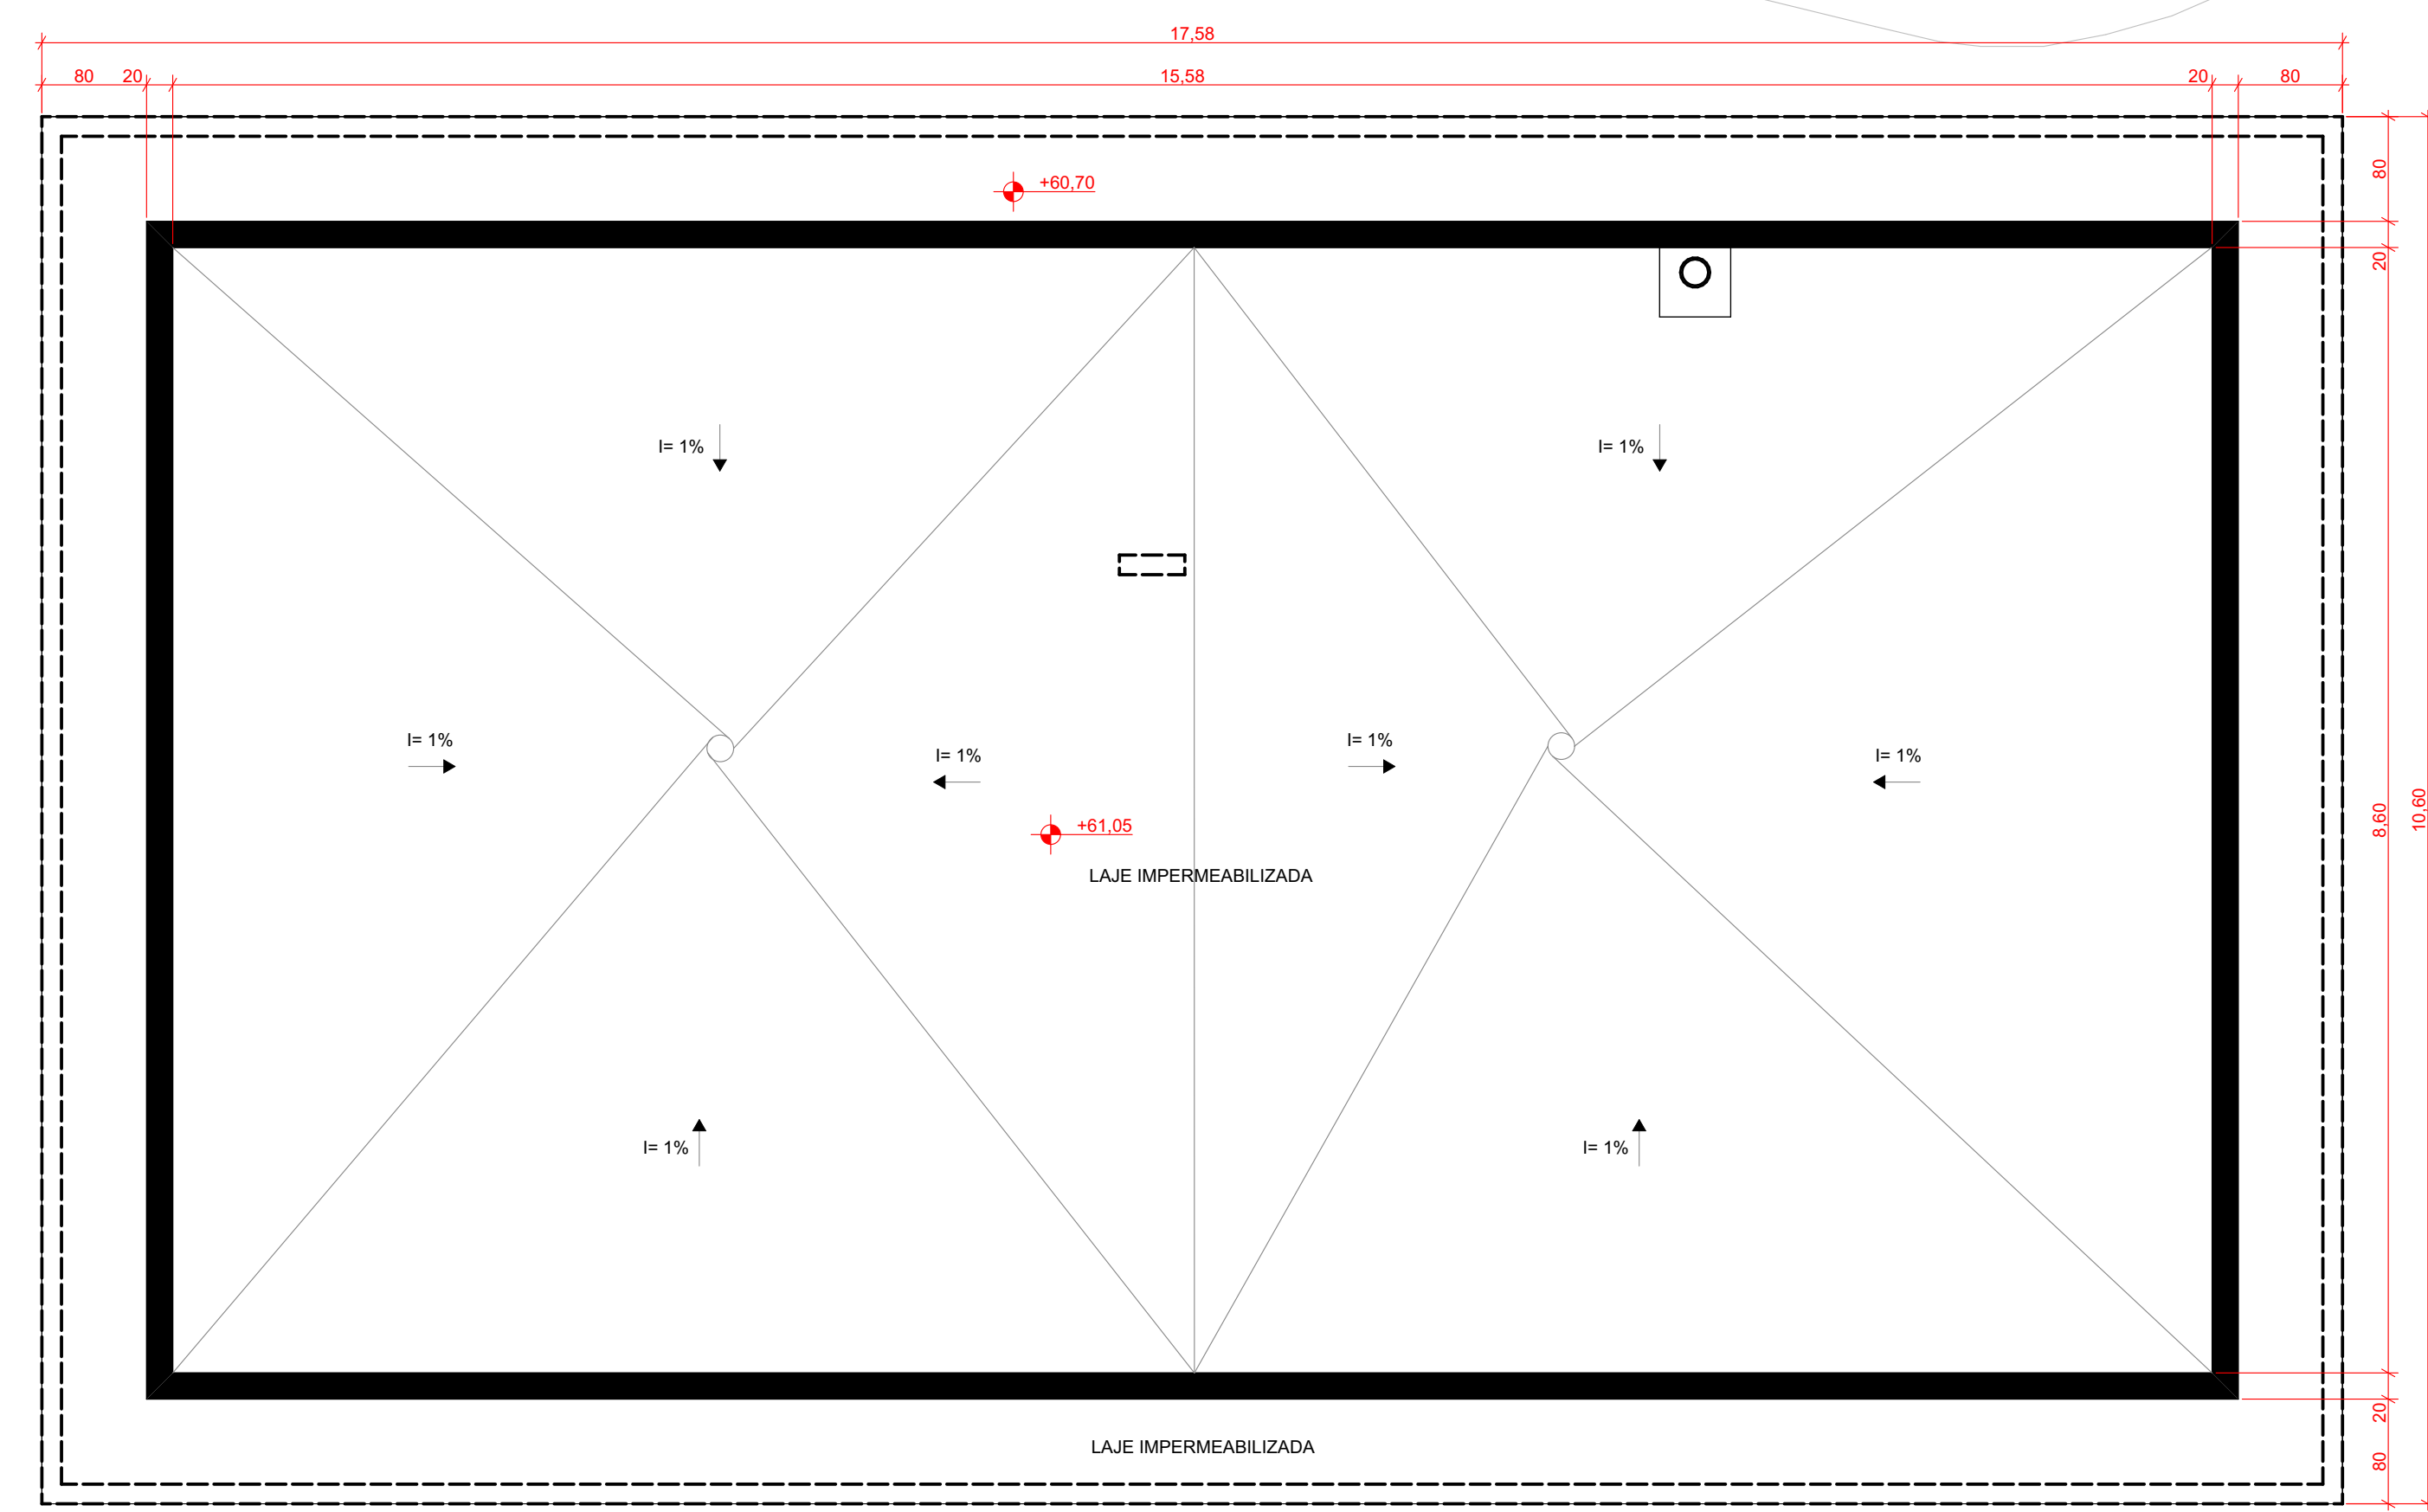 17,58
80 20 15,58 20 80
80
+60,70
20
I= 1% I= 1%
I= 1% I= 1% I= 1% I= 1%
+61,05
8,60
10,60
LAJE IMPERMEABILIZADA
I= 1% I= 1%
20
LAJE IMPERMEABILIZADA
80